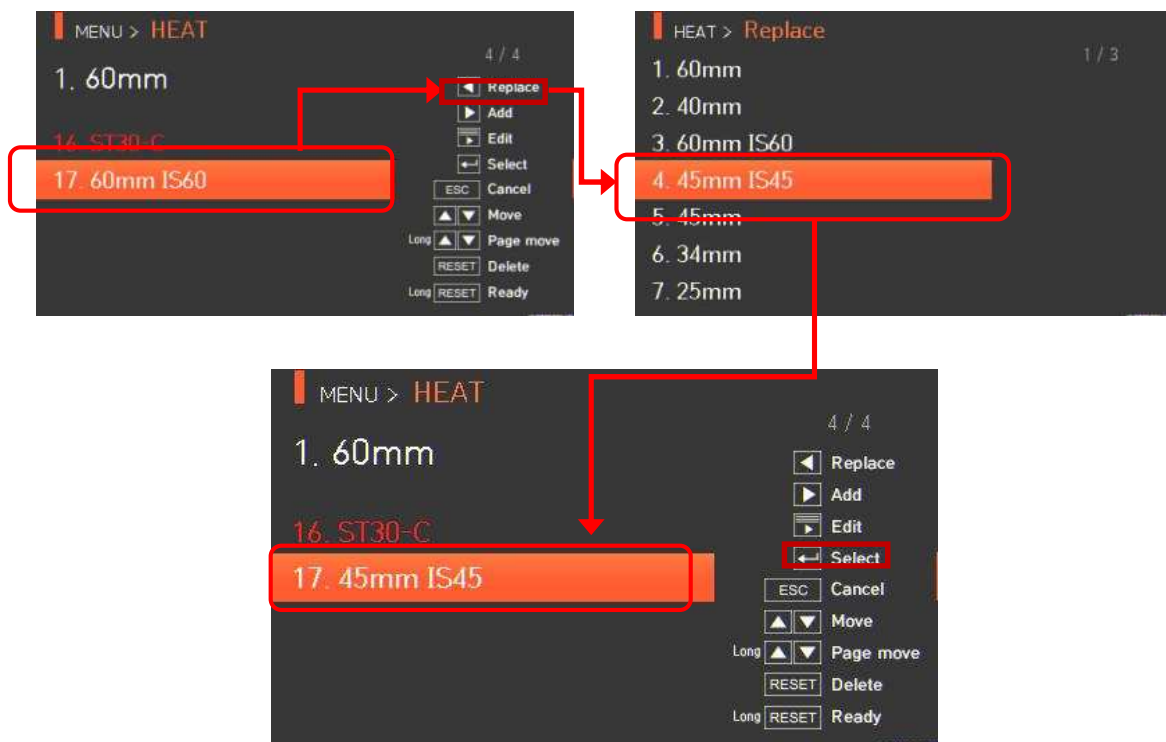 MENU > HEAT
4 / 4
1. 60mm
Replace
Add
16. ST30-C
Edit
Select
17. 60mm IS60
ESC Cancel
Move
Long Page move
RESET Delete
Long RESET Ready
HEAT > Replace
1 / 3
1. 60mm
2. 40mm
3. 60mm IS60
4. 45mm IS45
5. 45mm
6. 34mm
7. 25mm
MENU > HEAT
4 / 4
1. 60mm
Replace
Add
16. ST30-C
Edit
Select
17. 45mm IS45
ESC Cancel
Move
Long Page move
RESET Delete
Long RESET Ready